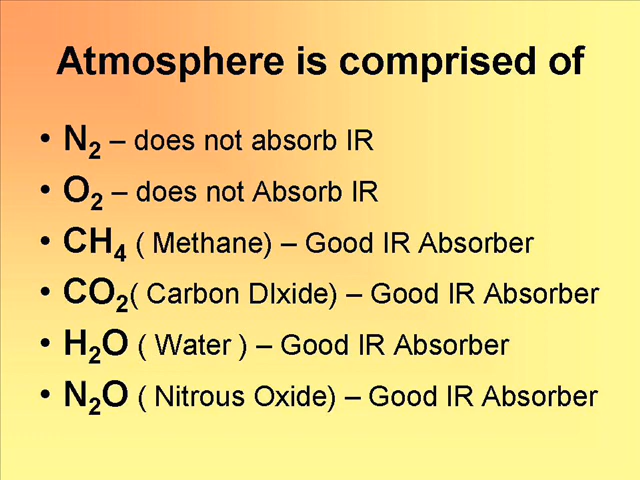 Atmosphere is comprised of
• N₂ – does not absorb IR
• O₂ – does not Absorb IR
• CH₄ ( Methane) – Good IR Absorber
• CO₂( Carbon DIxide) – Good IR Absorber
• H₂O ( Water ) – Good IR Absorber
• N₂O ( Nitrous Oxide) – Good IR Absorber